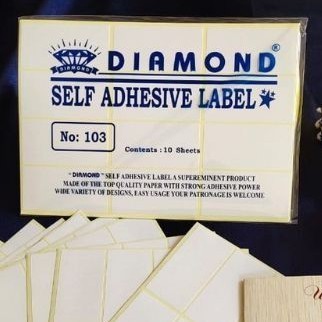 DIAMOND®
SELF ADHESIVE LABEL
No: 103
Contents: 10 Sheets
"DIAMOND" SELF ADHESIVE LABEL A SUPEREMINENT PRODUCT
MADE OF THE TOP QUALITY PAPER WITH STRONG ADHESIVE POWER
WIDE VARIETY OF DESIGNS, EASY USAGE YOUR PATRONAGE IS WELCOME